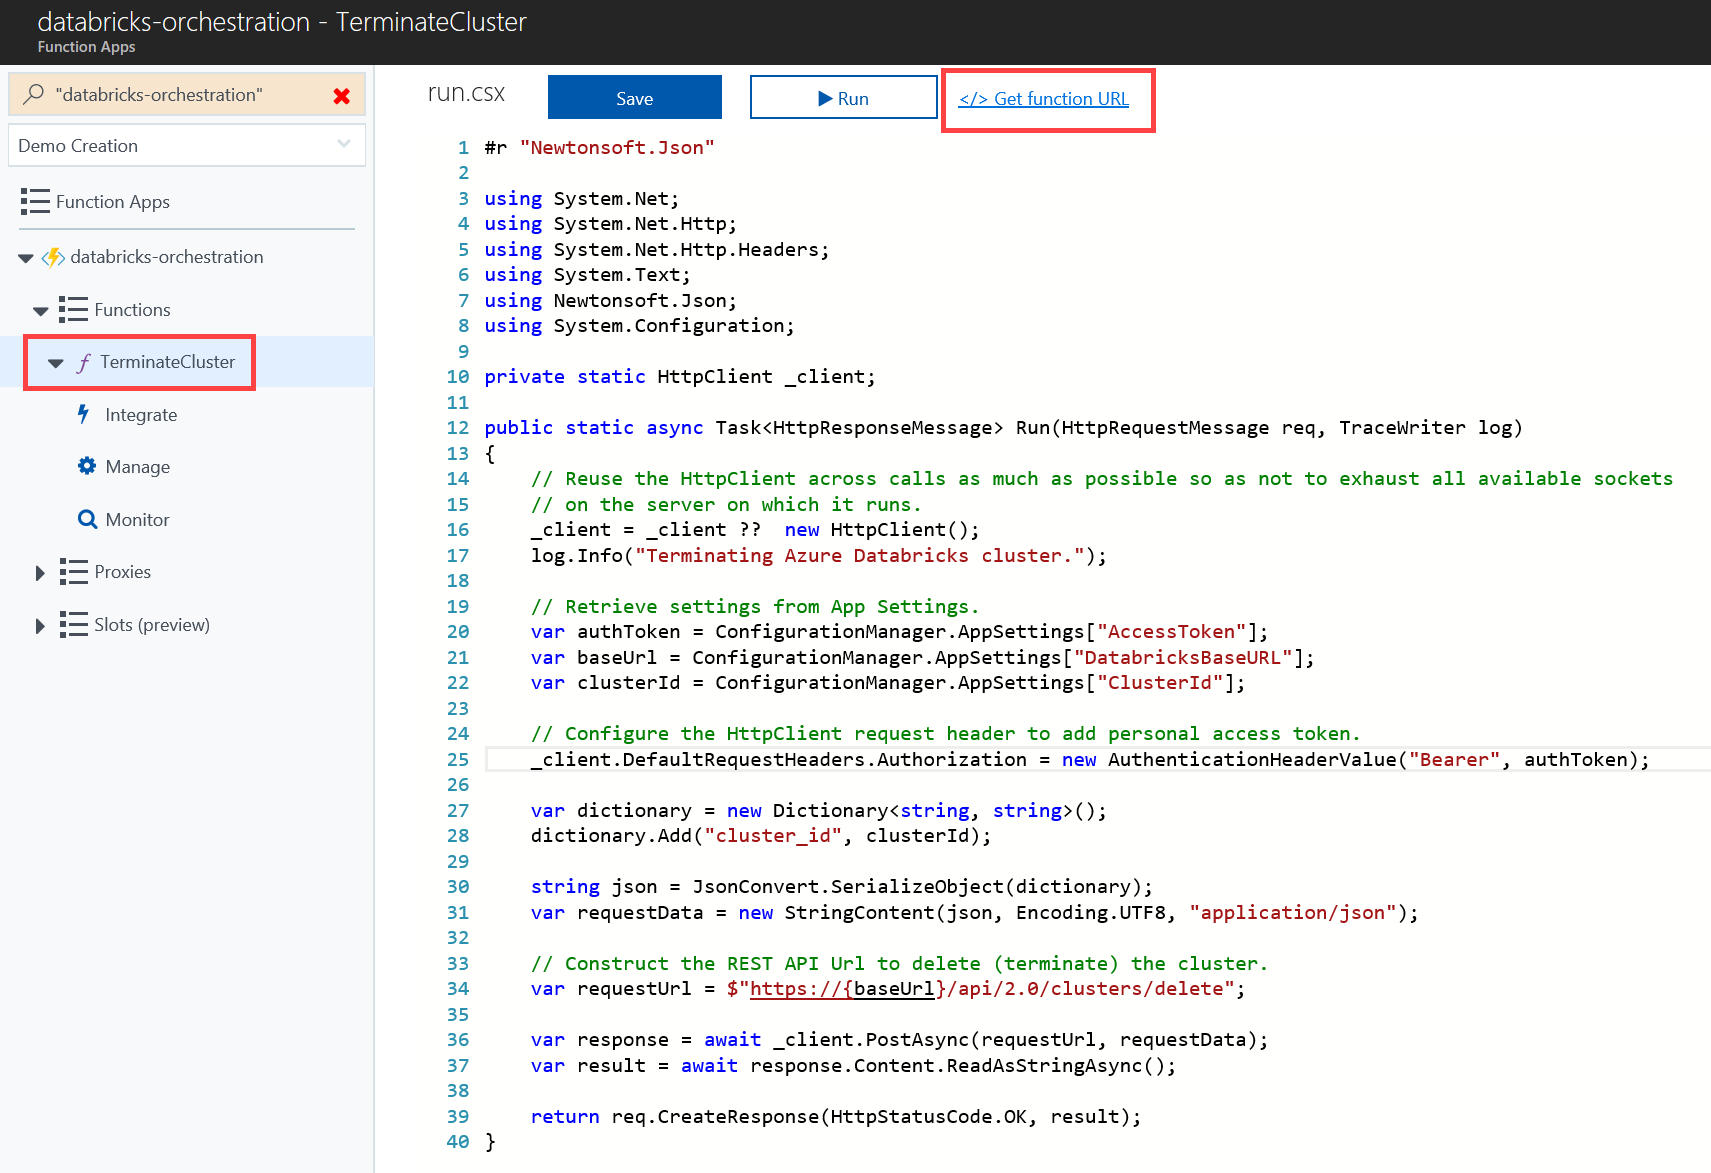 databricks-orchestration - TerminateCluster
Function Apps
"databricks-orchestration"
Demo Creation
Function Apps
databricks-orchestration
Functions
TerminateCluster
Integrate
Manage
Monitor
Proxies
Slots (preview)
run.csx
Save
Run
</> Get function URL
1 #r "Newtonsoft.Json"
2
3 using System.Net;
4 using System.Net.Http;
5 using System.Net.Http.Headers;
6 using System.Text;
7 using Newtonsoft.Json;
8 using System.Configuration;
9
10 private static HttpClient _client;
11
12 public static async Task<HttpResponseMessage> Run(HttpRequestMessage req, TraceWriter log)
13 {
14     // Reuse the HttpClient across calls as much as possible so as not to exhaust all available sockets
15     // on the server on which it runs.
16     _client = _client ??  new HttpClient();
17     log.Info("Terminating Azure Databricks cluster.");
18
19     // Retrieve settings from App Settings.
20     var authToken = ConfigurationManager.AppSettings["AccessToken"];
21     var baseUrl = ConfigurationManager.AppSettings["DatabricksBaseURL"];
22     var clusterId = ConfigurationManager.AppSettings["ClusterId"];
23
24     // Configure the HttpClient request header to add personal access token.
25     _client.DefaultRequestHeaders.Authorization = new AuthenticationHeaderValue("Bearer", authToken);
26
27     var dictionary = new Dictionary<string, string>();
28     dictionary.Add("cluster_id", clusterId);
29
30     string json = JsonConvert.SerializeObject(dictionary);
31     var requestData = new StringContent(json, Encoding.UTF8, "application/json");
32
33     // Construct the REST API Url to delete (terminate) the cluster.
34     var requestUrl = $"https://{baseUrl}/api/2.0/clusters/delete";
35
36     var response = await _client.PostAsync(requestUrl, requestData);
37     var result = await response.Content.ReadAsStringAsync();
38
39     return req.CreateResponse(HttpStatusCode.OK, result);
40 }